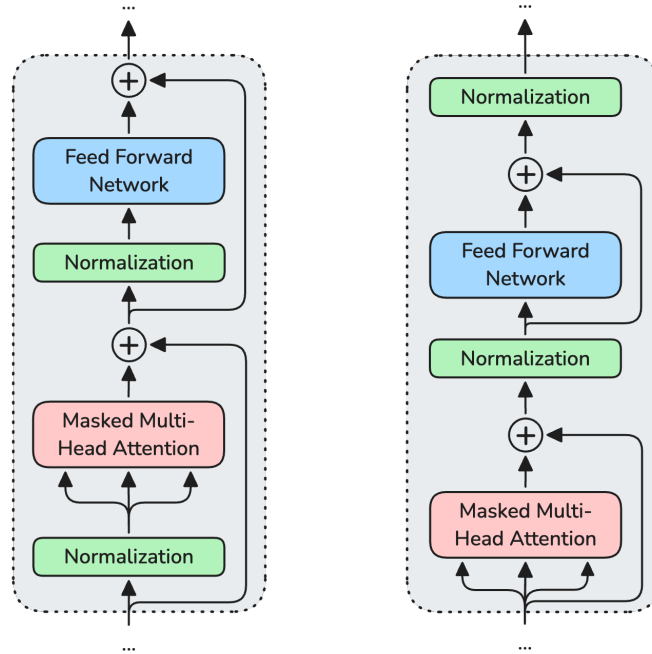 ...
Feed Forward
Network
Normalization
Masked Multi-
Head Attention
Normalization
...
...
Normalization
Feed Forward
Network
Normalization
Masked Multi-
Head Attention
...